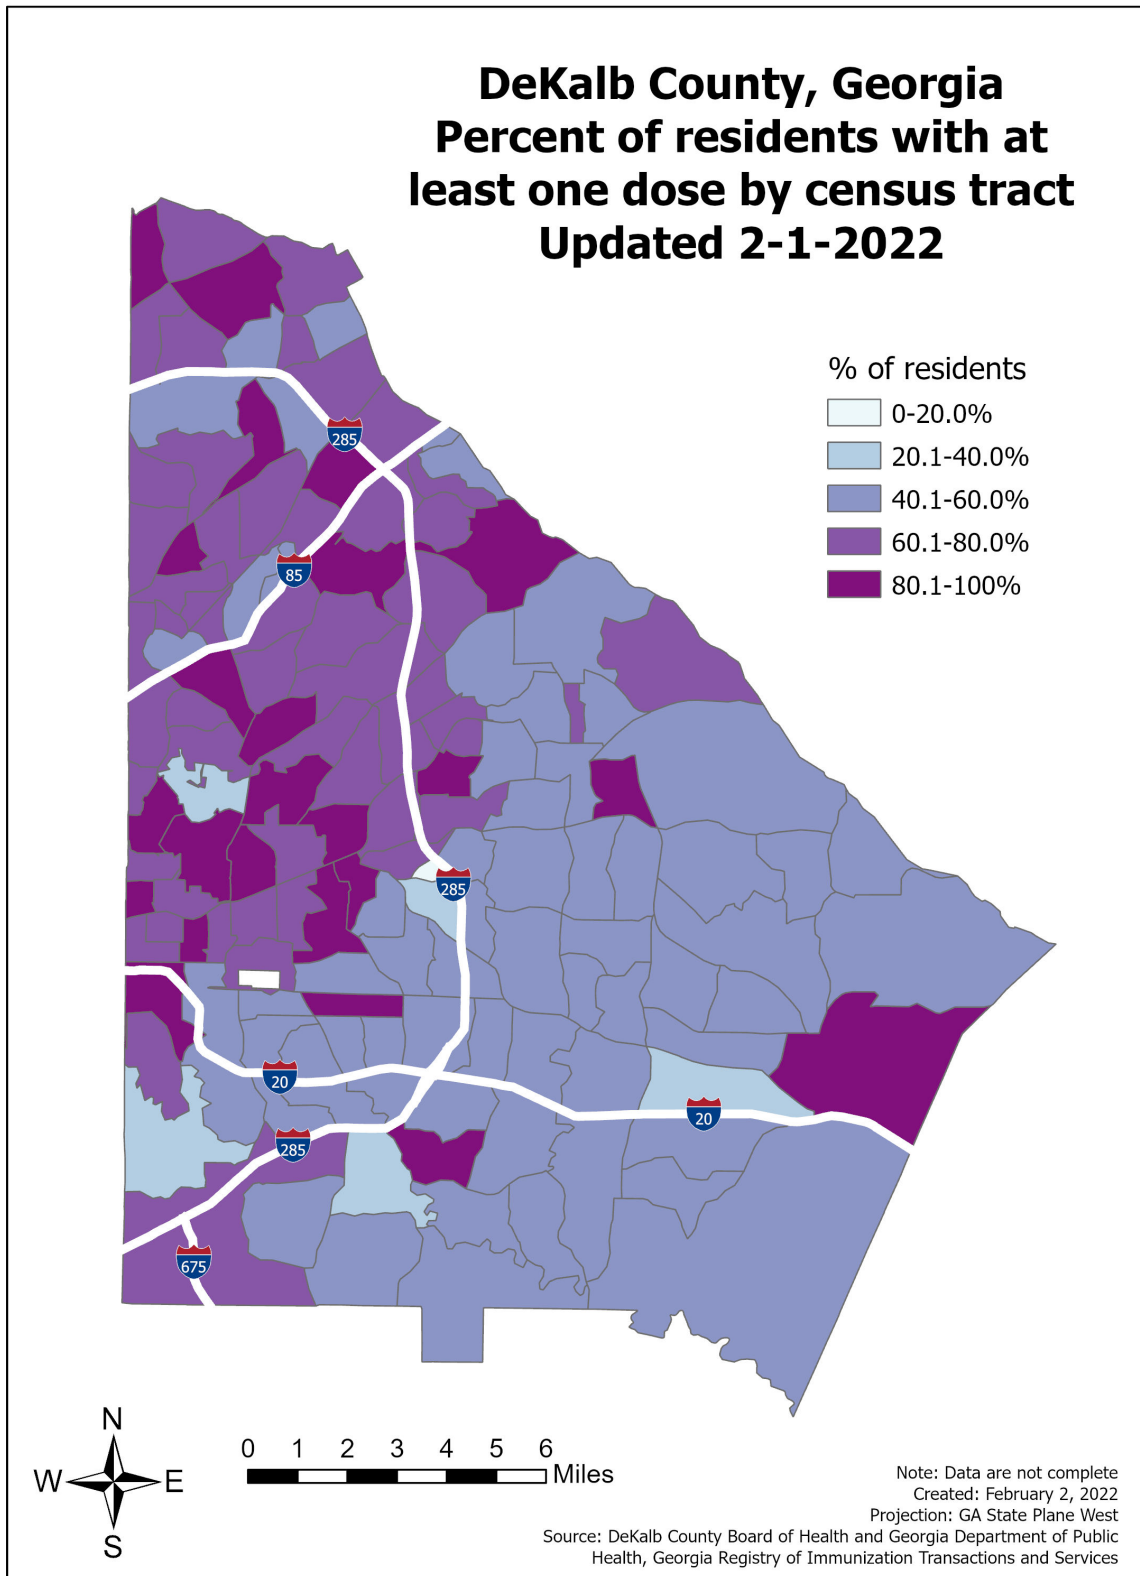 DeKalb County, Georgia
Percent of residents with at
least one dose by census tract
Updated 2-1-2022
% of residents
0-20.0%
20.1-40.0%
40.1-60.0%
60.1-80.0%
80.1-100%
285
85
285
20
20
285
675
N
W E
S
0 1 2 3 4 5 6
Miles
Note: Data are not complete
Created: February 2, 2022
Projection: GA State Plane West
Source: DeKalb County Board of Health and Georgia Department of Public
Health, Georgia Registry of Immunization Transactions and Services